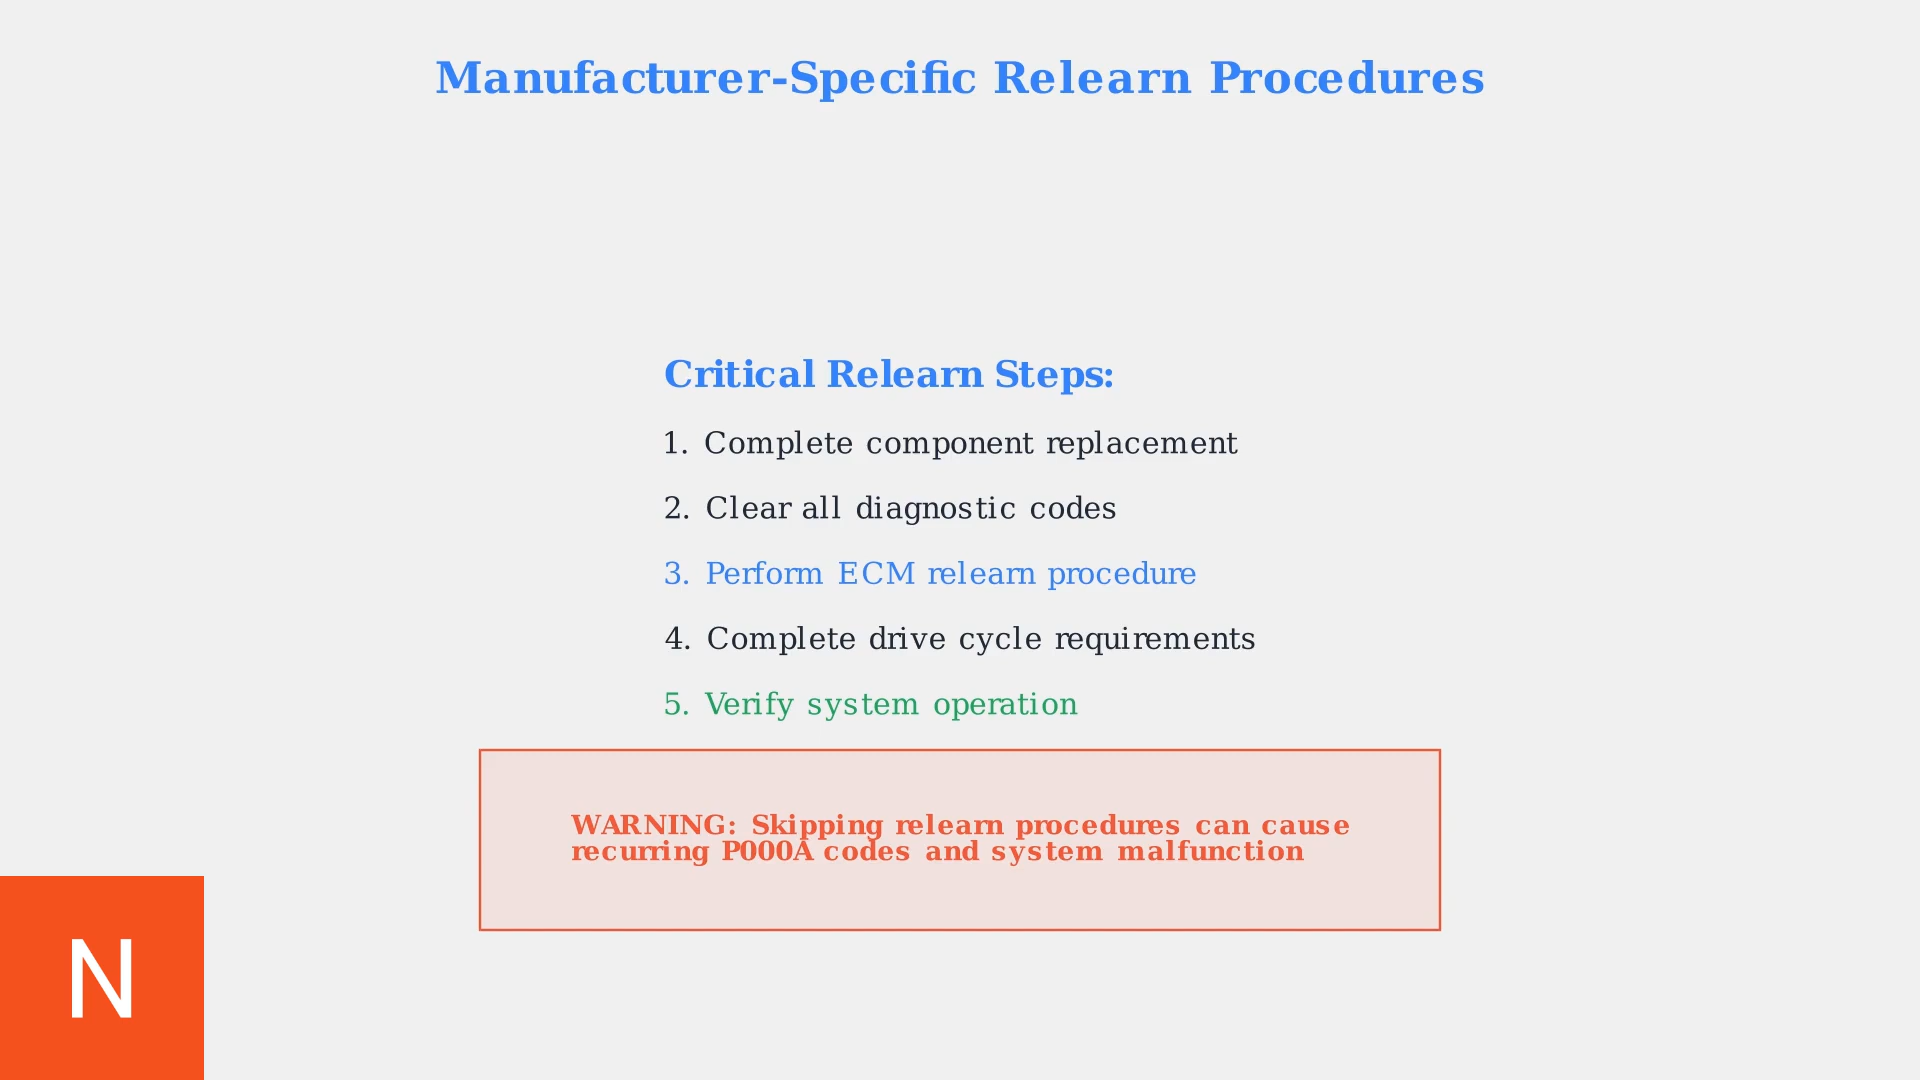 Manufacturer-Specific Relearn Procedures
Critical Relearn Steps:
1. Complete component replacement
2. Clear all diagnostic codes
3. Perform ECM relearn procedure
4. Complete drive cycle requirements
5. Verify system operation
WARNING: Skipping relearn procedures can cause
recurring P000A codes and system malfunction
N